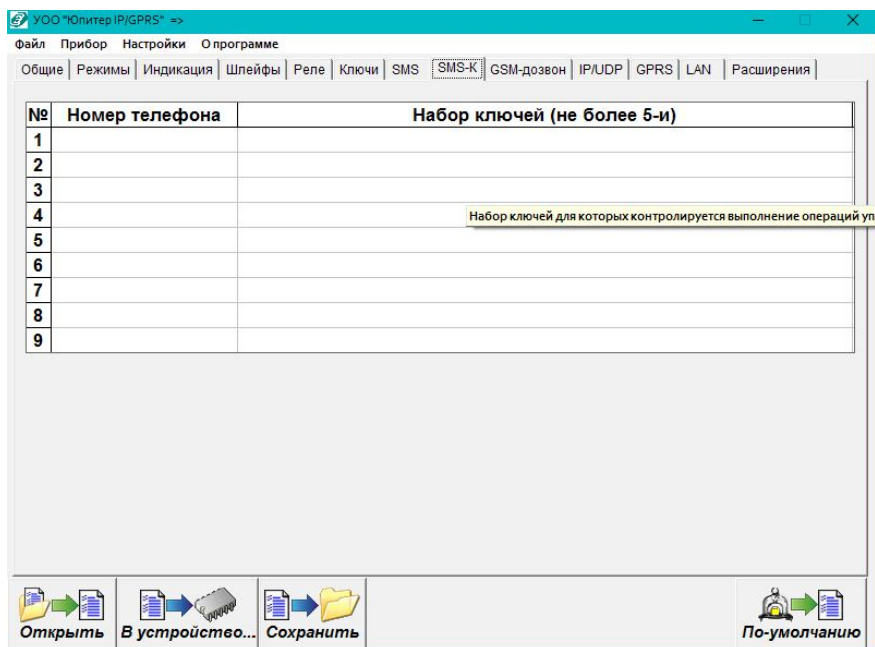 УОО "Юпитер IP/GPRS" =>
Файл Прибор Настройки О программе
Общие Режимы Индикация Шлейфы Реле Ключи SMS SMS-К GSM-дозвон IP/UDP GPRS LAN Расширения
№ Номер телефона Набор ключей (не более 5-и)
1
2
3
4
Набор ключей для которых контролируется выполнение операций уп
5
6
7
8
9
Открыть В устройство... Сохранить По-умолчанию